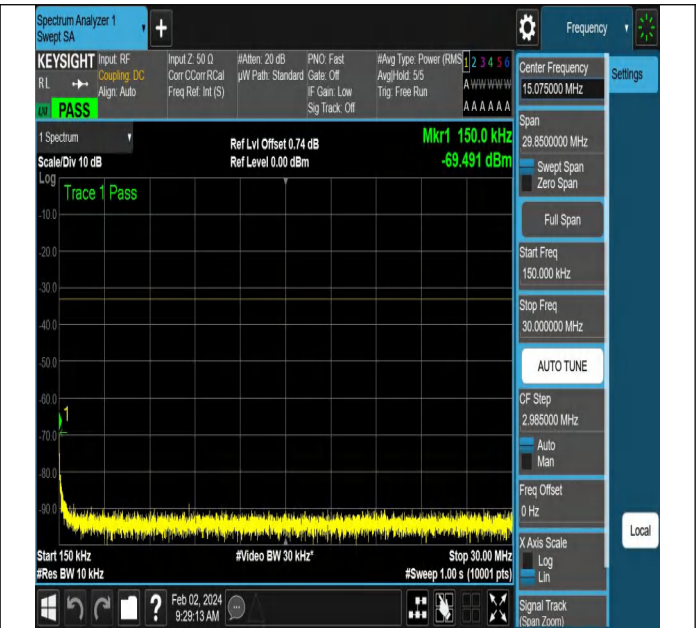 Spectrum Analyzer 1
Swept SA
+
Frequency
KEYSIGHT
Input: RF
Coupling: DC
Align: Auto
RL
PASS
Input Z: 50 Ω
Corr CCorr RCal
Freq Ref: Int (S)
#Atten: 20 dB
µW Path: Standard
PNO: Fast
Gate: Off
IF Gain: Low
Sig Track: Off
#Avg Type: Power (RMS
Avg|Hold: 5/5
Trig: Free Run
1 2 3 4 5 6
A W W W W W
A A A A A A
1 Spectrum
Scale/Div 10 dB
Ref Lvl Offset 0.74 dB
Ref Level 0.00 dBm
Mkr1 150.0 kHz
-69.491 dBm
Log
Trace 1 Pass
-10.0
-20.0
-30.0
-40.0
-50.0
-60.0
-70.0
-80.0
-90.0
1
Start 150 kHz
#Video BW 30 kHz*
Stop 30.00 MHz
#Res BW 10 kHz
#Sweep 1.00 s (10001 pts)
Feb 02, 2024
9:29:13 AM
?
Center Frequency
15.075000 MHz
Settings
Span
29.8500000 MHz
Swept Span
Zero Span
Full Span
Start Freq
150.000 kHz
Stop Freq
30.000000 MHz
AUTO TUNE
CF Step
2.985000 MHz
Auto
Man
Freq Offset
0 Hz
X Axis Scale
Log
Lin
Local
Signal Track
(Span Zoom)